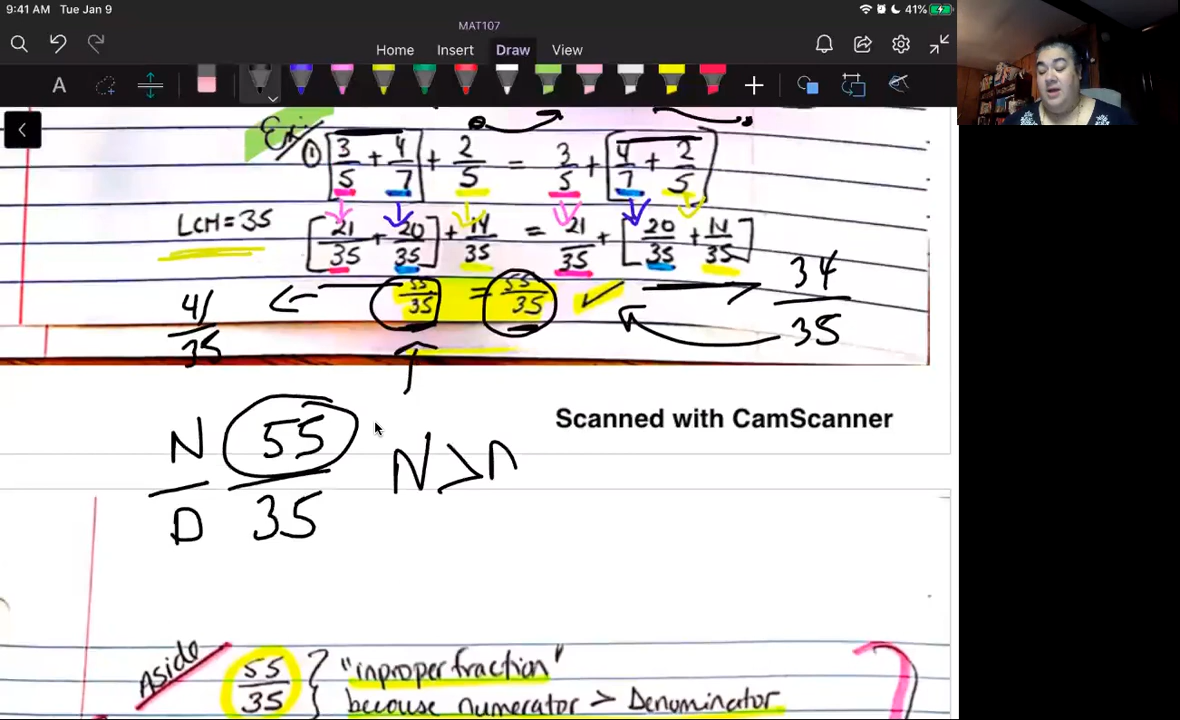 9:41 AM Tue Jan 9
41%
MAT107
Home Insert Draw View
A
Ex:
① 3/5 + 4/7 + 2/5 = 3/5 + 4/7 + 2/5
LCM = 35
[21/35 + 20/35] + 14/35 = 21/35 + [20/35 + 14/35]
55/35 = 55/35 ✓
41/35
34/35
Scanned with CamScanner
N/D 55/35 N>D
Aside
55/35 } "inproper fraction"
because numerator > Denominator